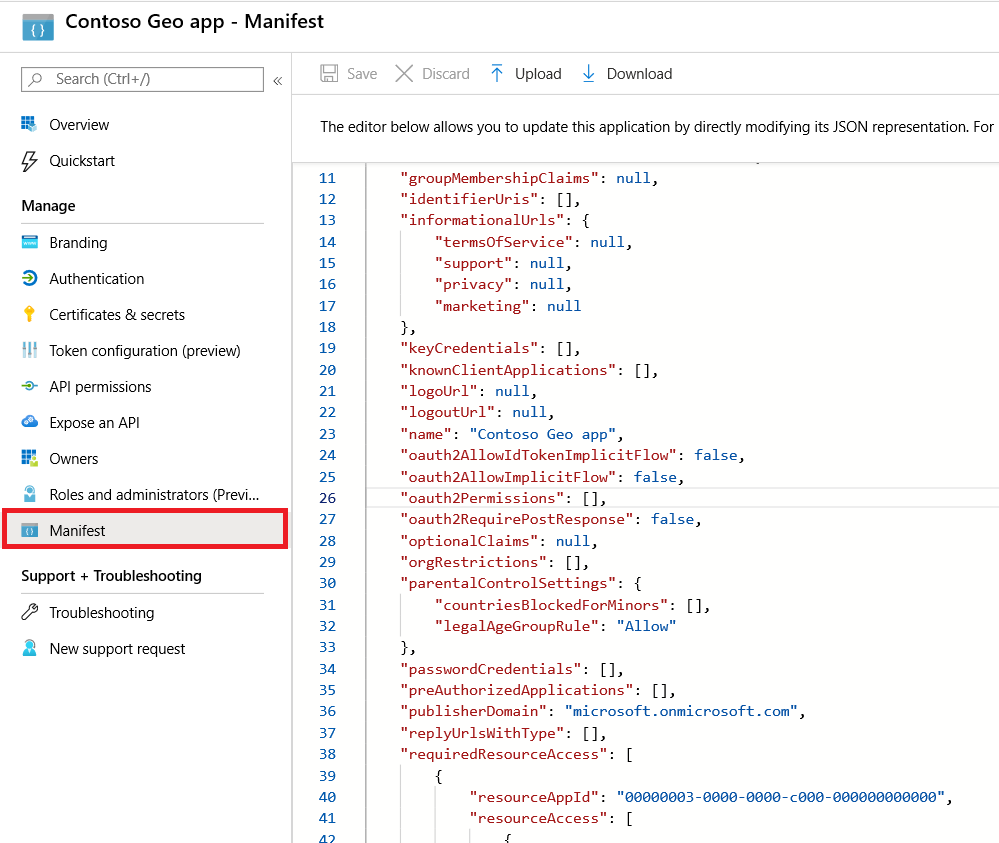 Contoso Geo app - Manifest
Search (Ctrl+/)
«
Overview
Quickstart
Manage
Branding
Authentication
Certificates & secrets
Token configuration (preview)
API permissions
Expose an API
Owners
Roles and administrators (Previ...
Manifest
Support + Troubleshooting
Troubleshooting
New support request
Save Discard Upload Download
The editor below allows you to update this application by directly modifying its JSON representation. For
11 "groupMembershipClaims": null,
12 "identifierUris": [],
13 "informationalUrls": {
14 "termsOfService": null,
15 "support": null,
16 "privacy": null,
17 "marketing": null
18 },
19 "keyCredentials": [],
20 "knownClientApplications": [],
21 "logoUrl": null,
22 "logoutUrl": null,
23 "name": "Contoso Geo app",
24 "oauth2AllowIdTokenImplicitFlow": false,
25 "oauth2AllowImplicitFlow": false,
26 "oauth2Permissions": [],
27 "oauth2RequirePostResponse": false,
28 "optionalClaims": null,
29 "orgRestrictions": [],
30 "parentalControlSettings": {
31 "countriesBlockedForMinors": [],
32 "legalAgeGroupRule": "Allow"
33 },
34 "passwordCredentials": [],
35 "preAuthorizedApplications": [],
36 "publisherDomain": "microsoft.onmicrosoft.com",
37 "replyUrlsWithType": [],
38 "requiredResourceAccess": [
39 {
40 "resourceAppId": "00000003-0000-0000-c000-000000000000",
41 "resourceAccess": [
42 {